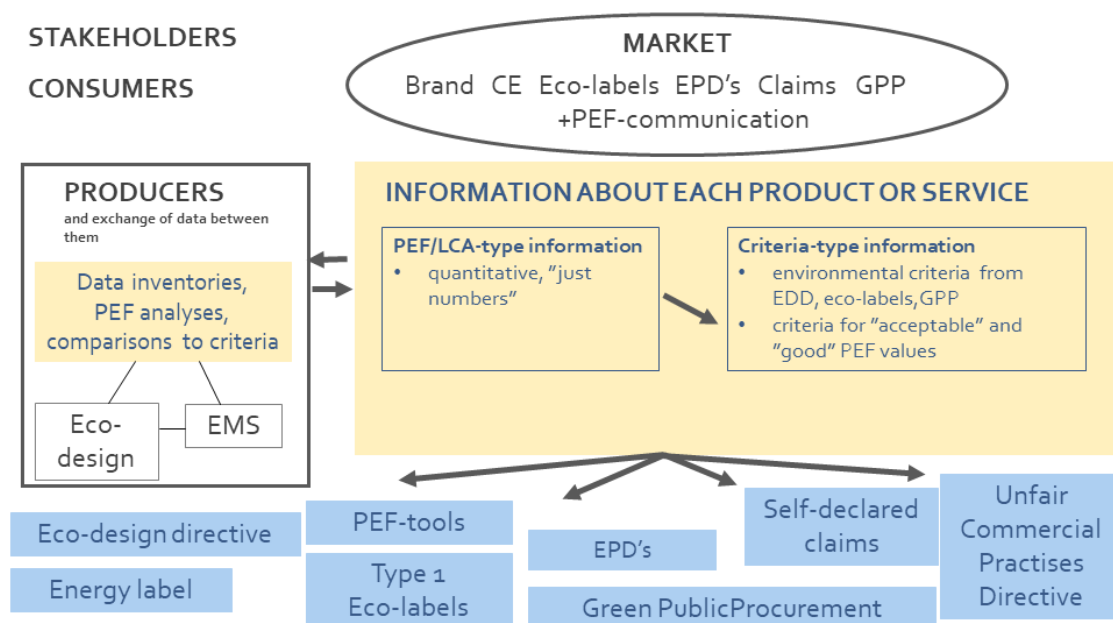 STAKEHOLDERS
CONSUMERS
MARKET
Brand CE Eco-labels EPD's Claims GPP
+PEF-communication
PRODUCERS
and exchange of data between
them
Data inventories,
PEF analyses,
comparisons to criteria
Eco-
design
EMS
INFORMATION ABOUT EACH PRODUCT OR SERVICE
PEF/LCA-type information
• quantitative, "just
numbers"
Criteria-type information
• environmental criteria from
EDD, eco-labels,GPP
• criteria for "acceptable" and
"good" PEF values
Eco-design directive
Energy label
PEF-tools
Type 1
Eco-labels
EPD's
Self-declared
claims
Green PublicProcurement
Unfair
Commercial
Practises
Directive